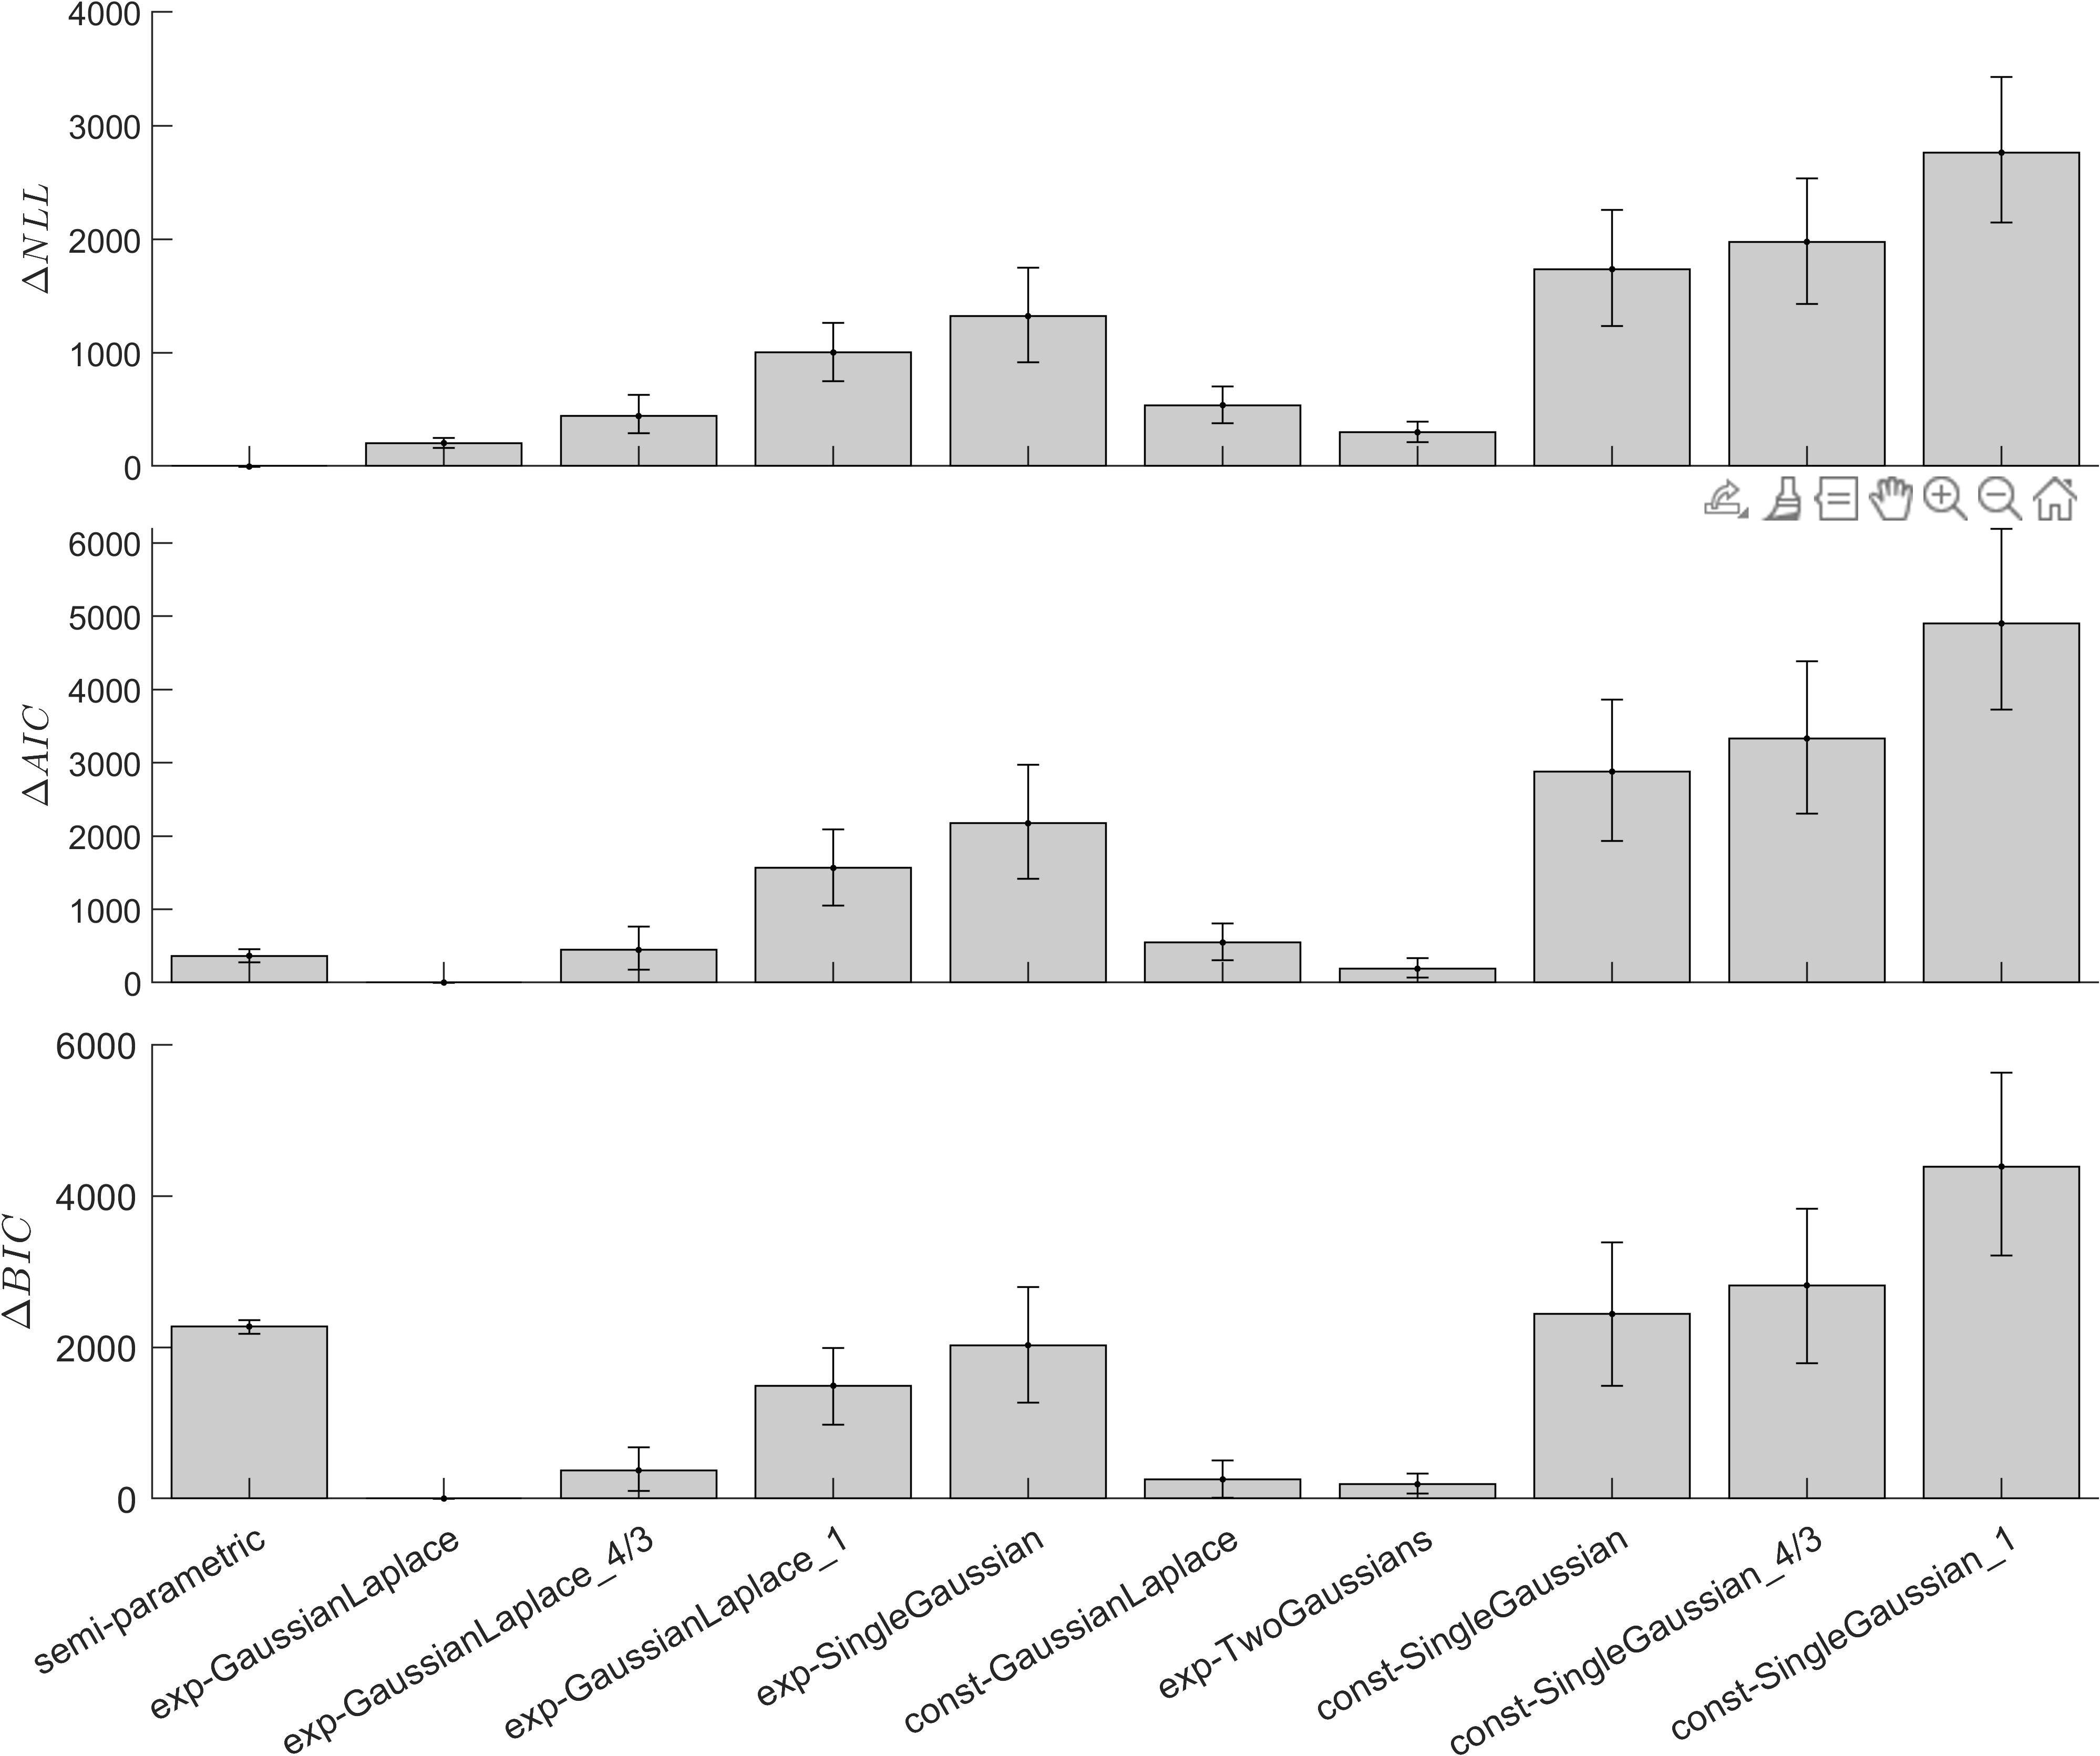 4000
3000
2000
1000
0
ΔNLL
6000
5000
4000
3000
2000
1000
0
ΔAIC
6000
4000
2000
0
ΔBIC
semi-parametric
exp-GaussianLaplace
exp-GaussianLaplace_4/3
exp-GaussianLaplace_1
exp-SingleGaussian
const-GaussianLaplace
exp-TwoGaussians
const-SingleGaussian
const-SingleGaussian_4/3
const-SingleGaussian_1